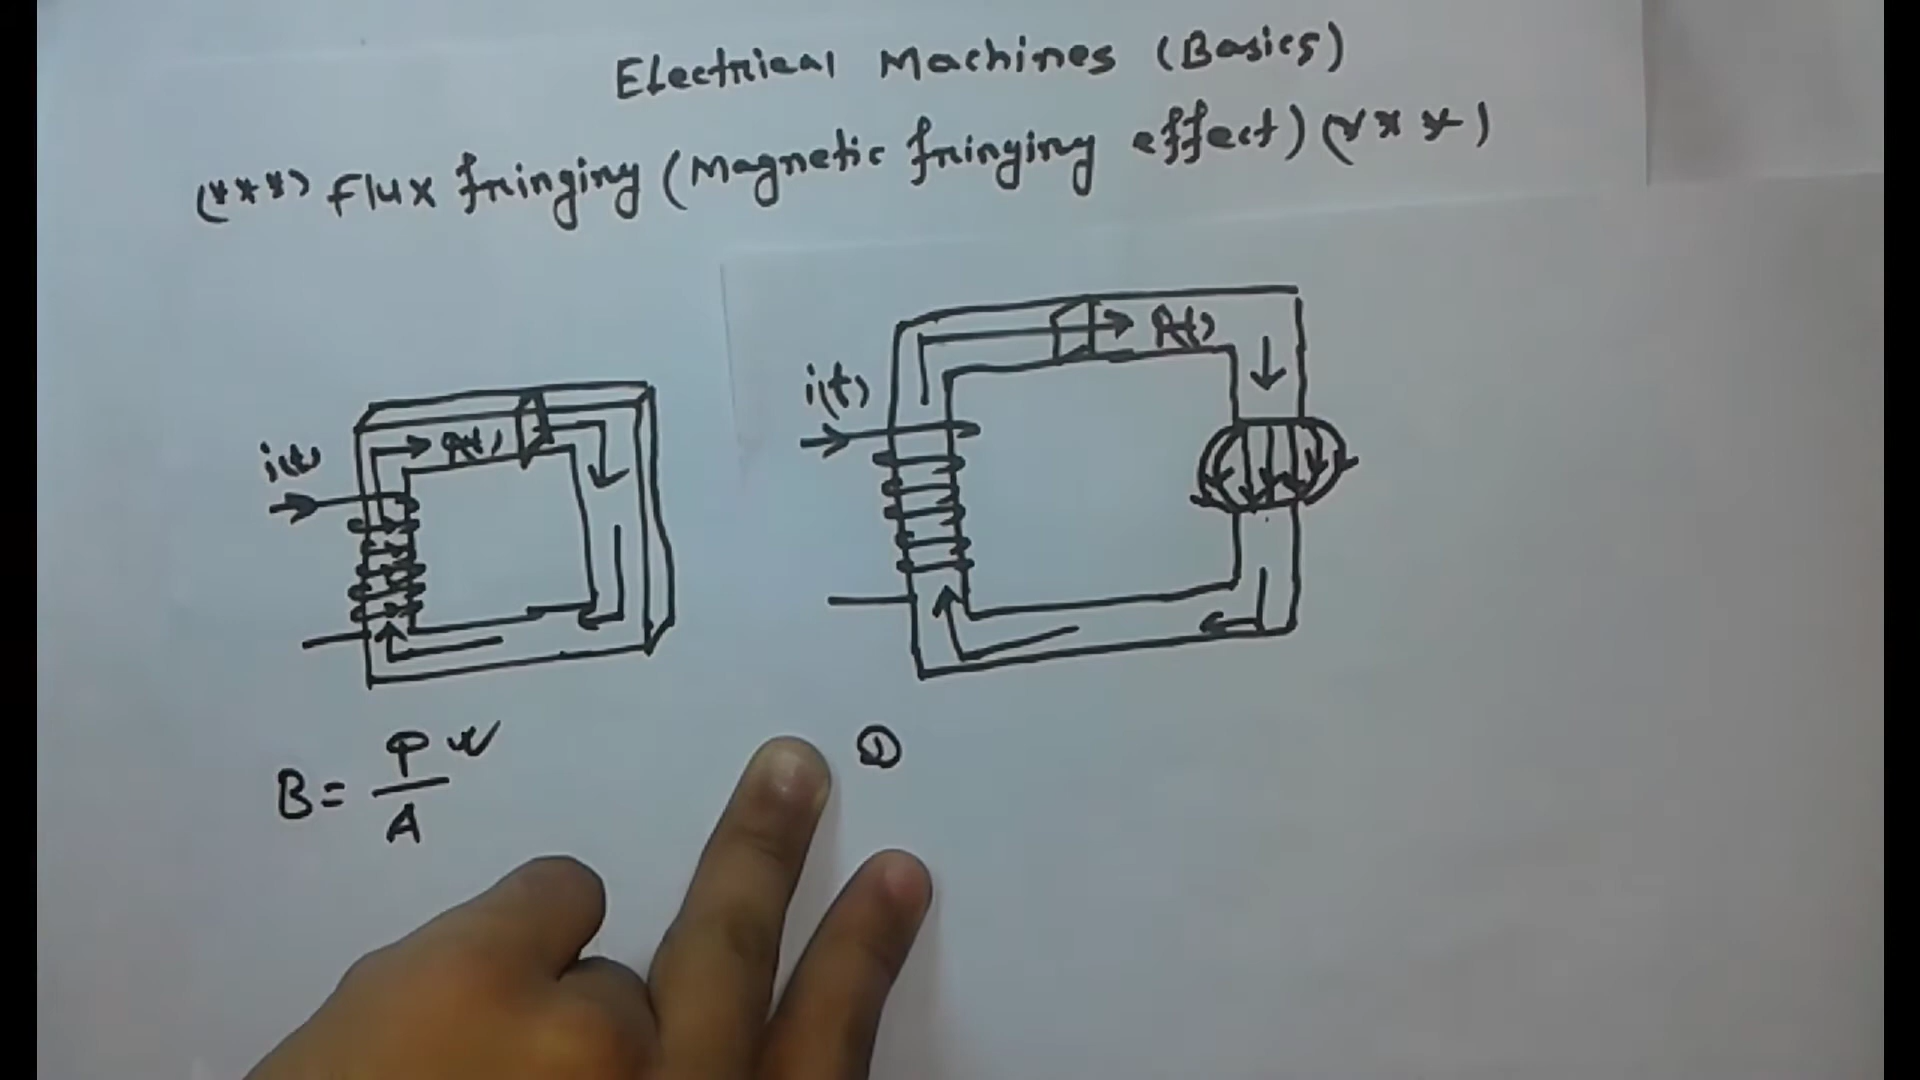 Electrical Machines (Basics)
(***) Flux fringing (Magnetic fringing effect) (***)
i(t)
φ(t)
i(t)
φ(t)
B = φ / A
①